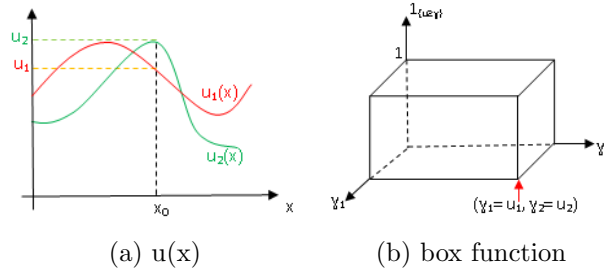 u₂
u₁
u₁(x)
u₂(x)
x₀
x
(a) u(x)
1{u≥γ}
1
γ
γ₁
(γ₁= u₁, γ₂= u₂)
(b) box function